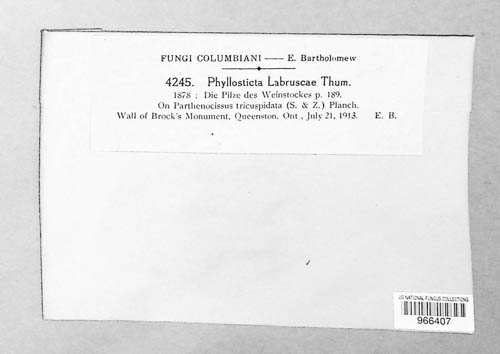 FUNGI COLUMBIANI — E. Bartholomew
4245. Phyllosticta Labruscae Thum.
1878 ; Die Pilze des Weinstockes p. 189.
On Parthenocissus tricuspidata (S. & Z.) Planch.
Wall of Brock's Monument, Queenston, Ont., July 21, 1913. E. B.
US NATIONAL FUNGUS COLLECTIONS
966407